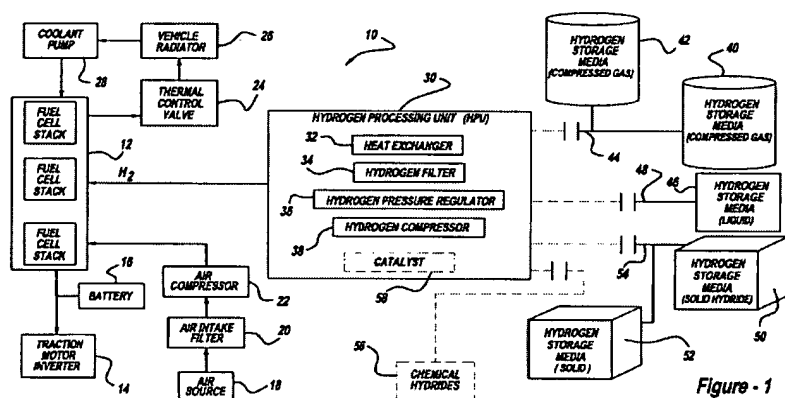 COOLANT
PUMP
28
VEHICLE
RADIATOR
26
THERMAL
CONTROL
VALVE
24
FUEL
CELL
STACK
FUEL
CELL
STACK
FUEL
CELL
STACK
12
H2
BATTERY
16
TRACTION
MOTOR
INVERTER
14
AIR
COMPRESSOR
22
AIR INTAKE
FILTER
20
AIR
SOURCE
18
10
30
HYDROGEN PROCESSING UNIT (HPU)
32
HEAT EXCHANGER
34
HYDROGEN FILTER
36
HYDROGEN PRESSURE REGULATOR
38
HYDROGEN COMPRESSOR
CATALYST
58
56
CHEMICAL
HYDRIDES
HYDROGEN
STORAGE
MEDIA
(COMPRESSED GAS)
42
40
HYDROGEN
STORAGE
MEDIA
(COMPRESSED GAS)
44
48
46
HYDROGEN
STORAGE
MEDIA
(LIQUID)
54
HYDROGEN
STORAGE
MEDIA
(SOLID HYDRIDE)
50
HYDROGEN
STORAGE
MEDIA
(SOLID)
52
Figure - 1